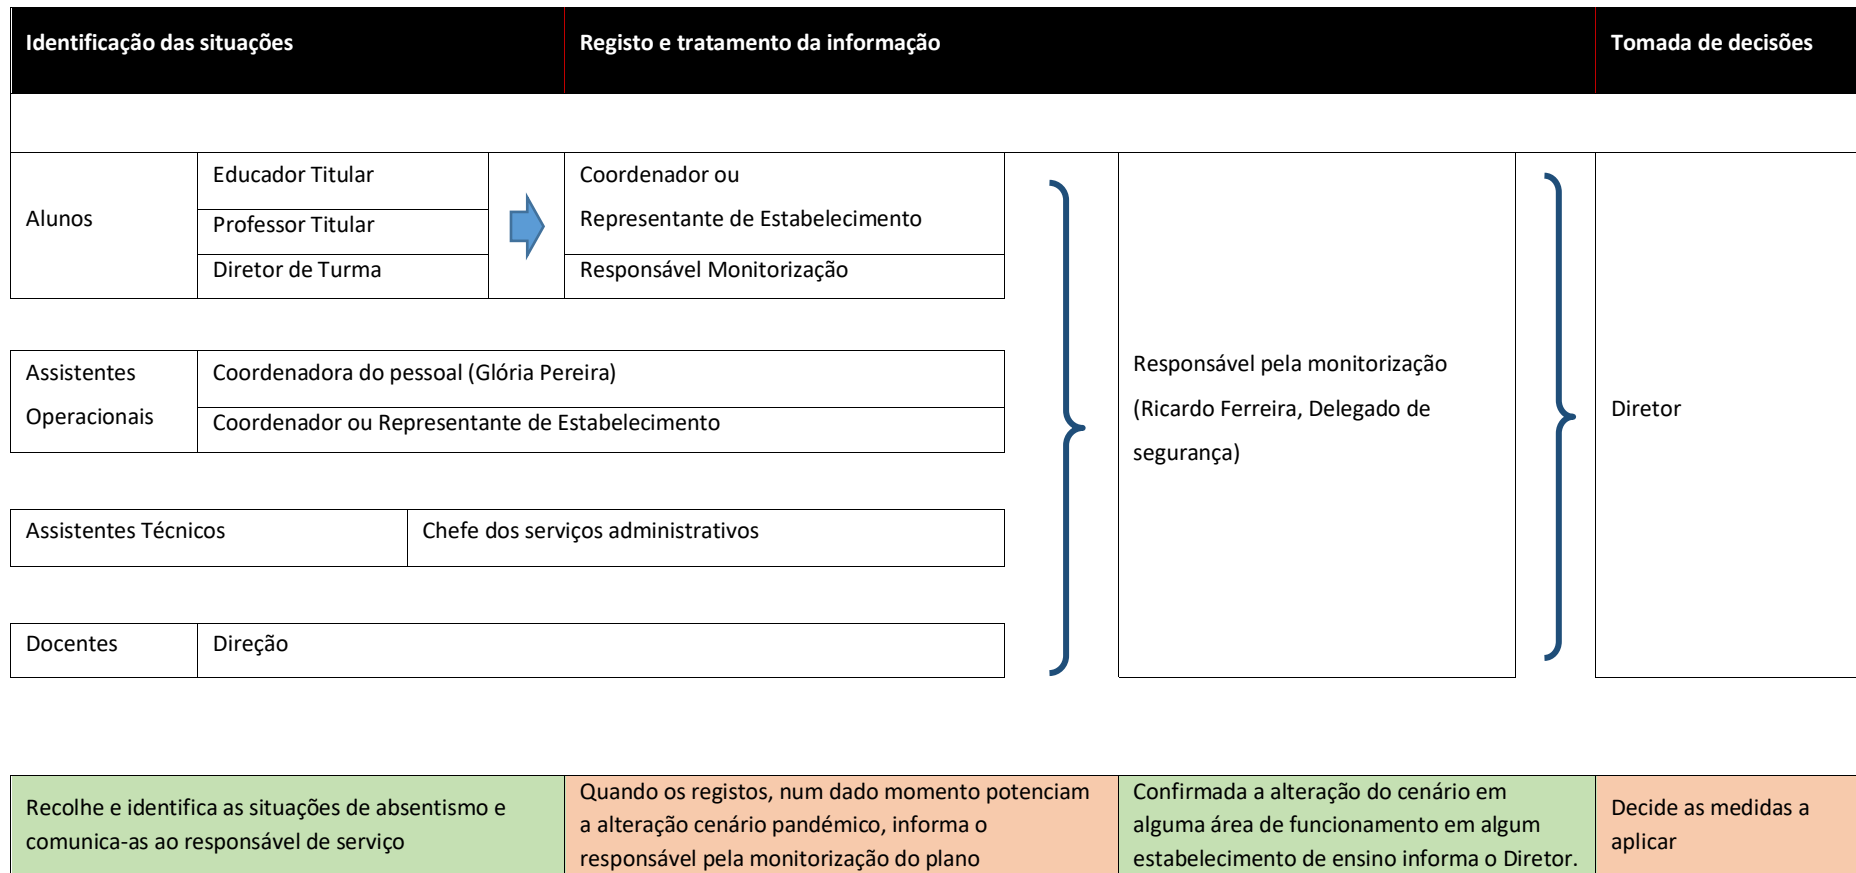 Identificação das situações
Registo e tratamento da informação
Tomada de decisões
Alunos
Educador Titular
Professor Titular
Diretor de Turma
Coordenador ou
Representante de Estabelecimento
Responsável Monitorização
Assistentes
Operacionais
Coordenadora do pessoal (Glória Pereira)
Coordenador ou Representante de Estabelecimento
Assistentes Técnicos
Chefe dos serviços administrativos
Docentes
Direção
Responsável pela monitorização
(Ricardo Ferreira, Delegado de
segurança)
Diretor
Recolhe e identifica as situações de absentismo e
comunica-as ao responsável de serviço
Quando os registos, num dado momento potenciam
a alteração cenário pandémico, informa o
responsável pela monitorização do plano
Confirmada a alteração do cenário em
alguma área de funcionamento em algum
estabelecimento de ensino informa o Diretor.
Decide as medidas a
aplicar